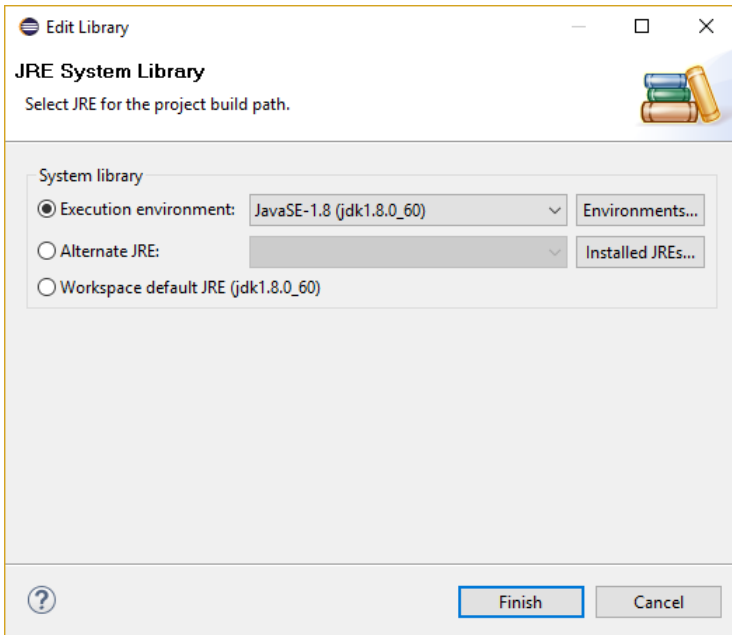 Edit Library
JRE System Library
Select JRE for the project build path.
System library
Execution environment: JavaSE-1.8 (jdk1.8.0_60) Environments...
Alternate JRE: Installed JREs...
Workspace default JRE (jdk1.8.0_60)
? Finish Cancel